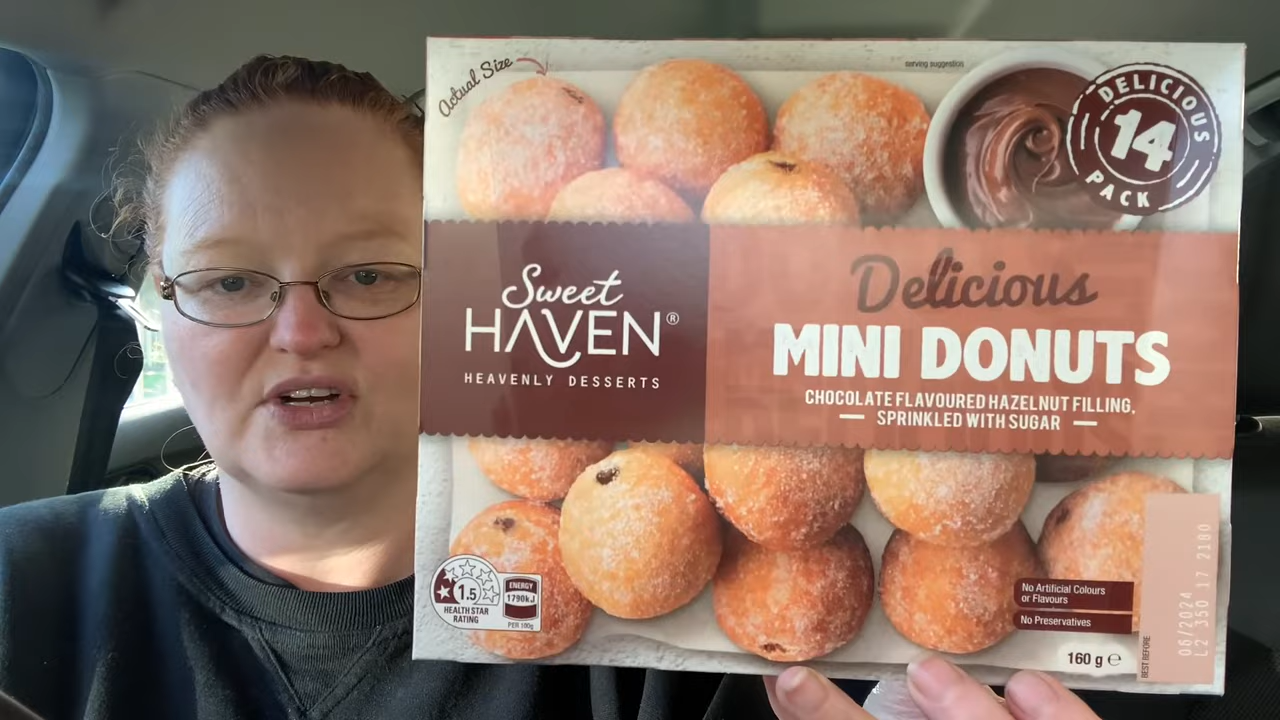 Actual Size
serving suggestion
DELICIOUS
14
PACK
Sweet
HAVEN®
HEAVENLY DESSERTS
Delicious
MINI DONUTS
CHOCOLATE FLAVOURED HAZELNUT FILLING,
SPRINKLED WITH SUGAR
1.5
HEALTH STAR
RATING
ENERGY
1790kJ
PER 100g
No Artificial Colours
or Flavours
No Preservatives
160 g e
BEST BEFORE
06/2024
L2 350 17 2180